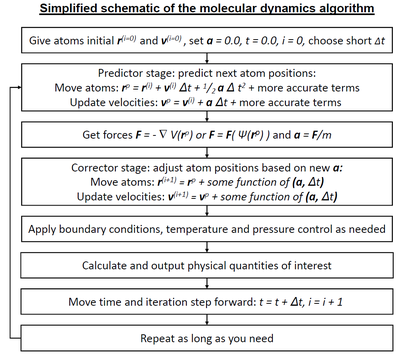 Simplified schematic of the molecular dynamics algorithm
Give atoms initial r⁽ⁱ⁼⁰⁾ and v⁽ⁱ⁼⁰⁾, set a = 0.0, t = 0.0, i = 0, choose short Δt
Predictor stage: predict next atom positions:
Move atoms: rᵖ = r⁽ⁱ⁾ + v⁽ⁱ⁾ Δt + ¹/₂ a Δ t² + more accurate terms
Update velocities: vᵖ = v⁽ⁱ⁾ + a Δt + more accurate terms
Get forces F = - ∇ V(rᵖ) or F = F( Ψ(rᵖ) ) and a = F/m
Corrector stage: adjust atom positions based on new a:
Move atoms: r⁽ⁱ⁺¹⁾ = rᵖ + some function of (a, Δt)
Update velocities: v⁽ⁱ⁺¹⁾ = vᵖ + some function of (a, Δt)
Apply boundary conditions, temperature and pressure control as needed
Calculate and output physical quantities of interest
Move time and iteration step forward: t = t + Δt, i = i + 1
Repeat as long as you need